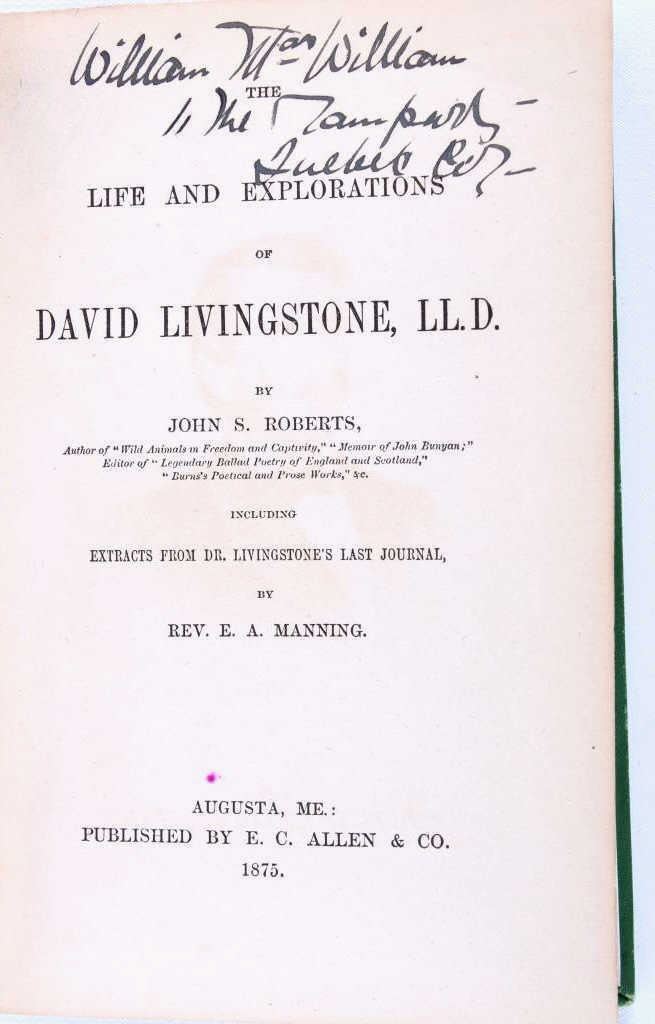 William MacWilliam
THE
11 The Ramparts
Quebec City
LIFE AND EXPLORATIONS
OF
DAVID LIVINGSTONE, LL.D.
BY
JOHN S. ROBERTS,
Author of "Wild Animals in Freedom and Captivity," "Memoir of John Bunyan;"
Editor of "Legendary Ballad Poetry of England and Scotland,"
"Burns's Poetical and Prose Works," &c.
INCLUDING
EXTRACTS FROM DR. LIVINGSTONE'S LAST JOURNAL,
BY
REV. E. A. MANNING.
AUGUSTA, ME.:
PUBLISHED BY E. C. ALLEN & CO.
1875.